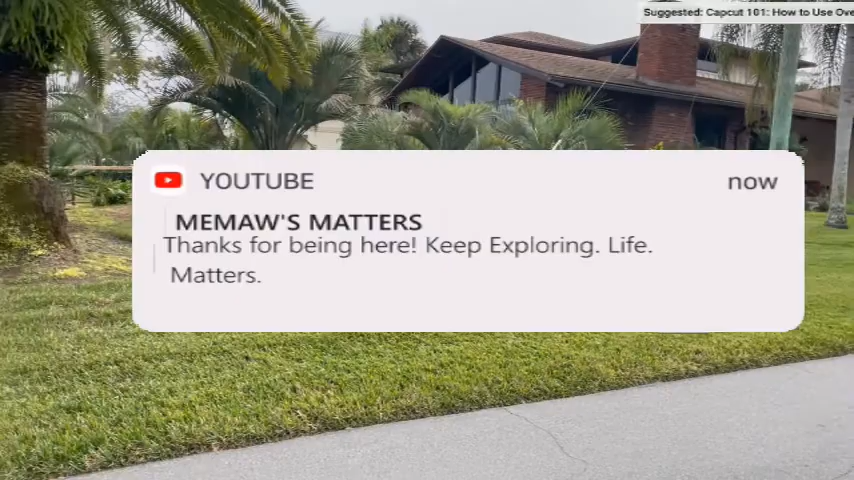 Suggested: Capcut 101: How to Use Ove
YOUTUBE
now
MEMAW'S MATTERS
Thanks for being here! Keep Exploring. Life.
Matters.